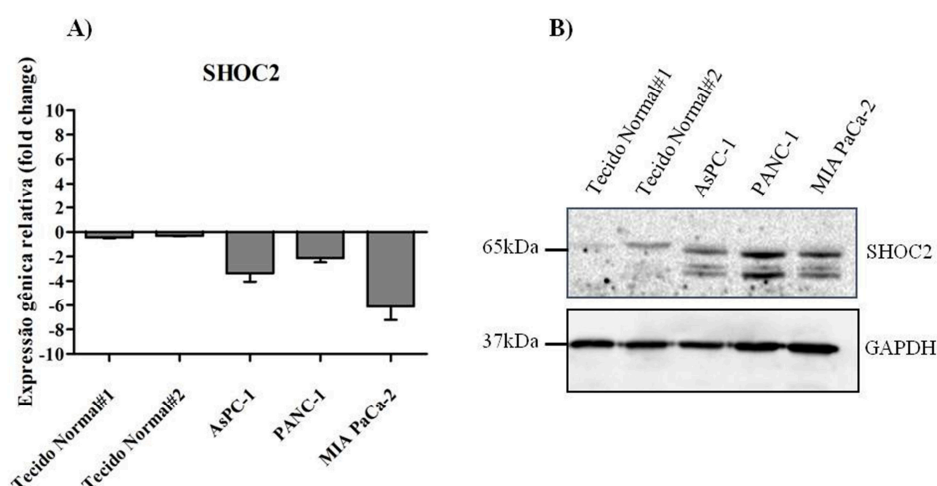 A)
SHOC2
Expressão gênica relativa (fold change)
10
8
6
4
2
0
-2
-4
-6
-8
-10
Tecido Normal#1
Tecido Normal#2
AsPC-1
PANC-1
MIA PaCa-2
B)
Tecido Normal#1
Tecido Normal#2
AsPC-1
PANC-1
MIA PaCa-2
65kDa
SHOC2
37kDa
GAPDH